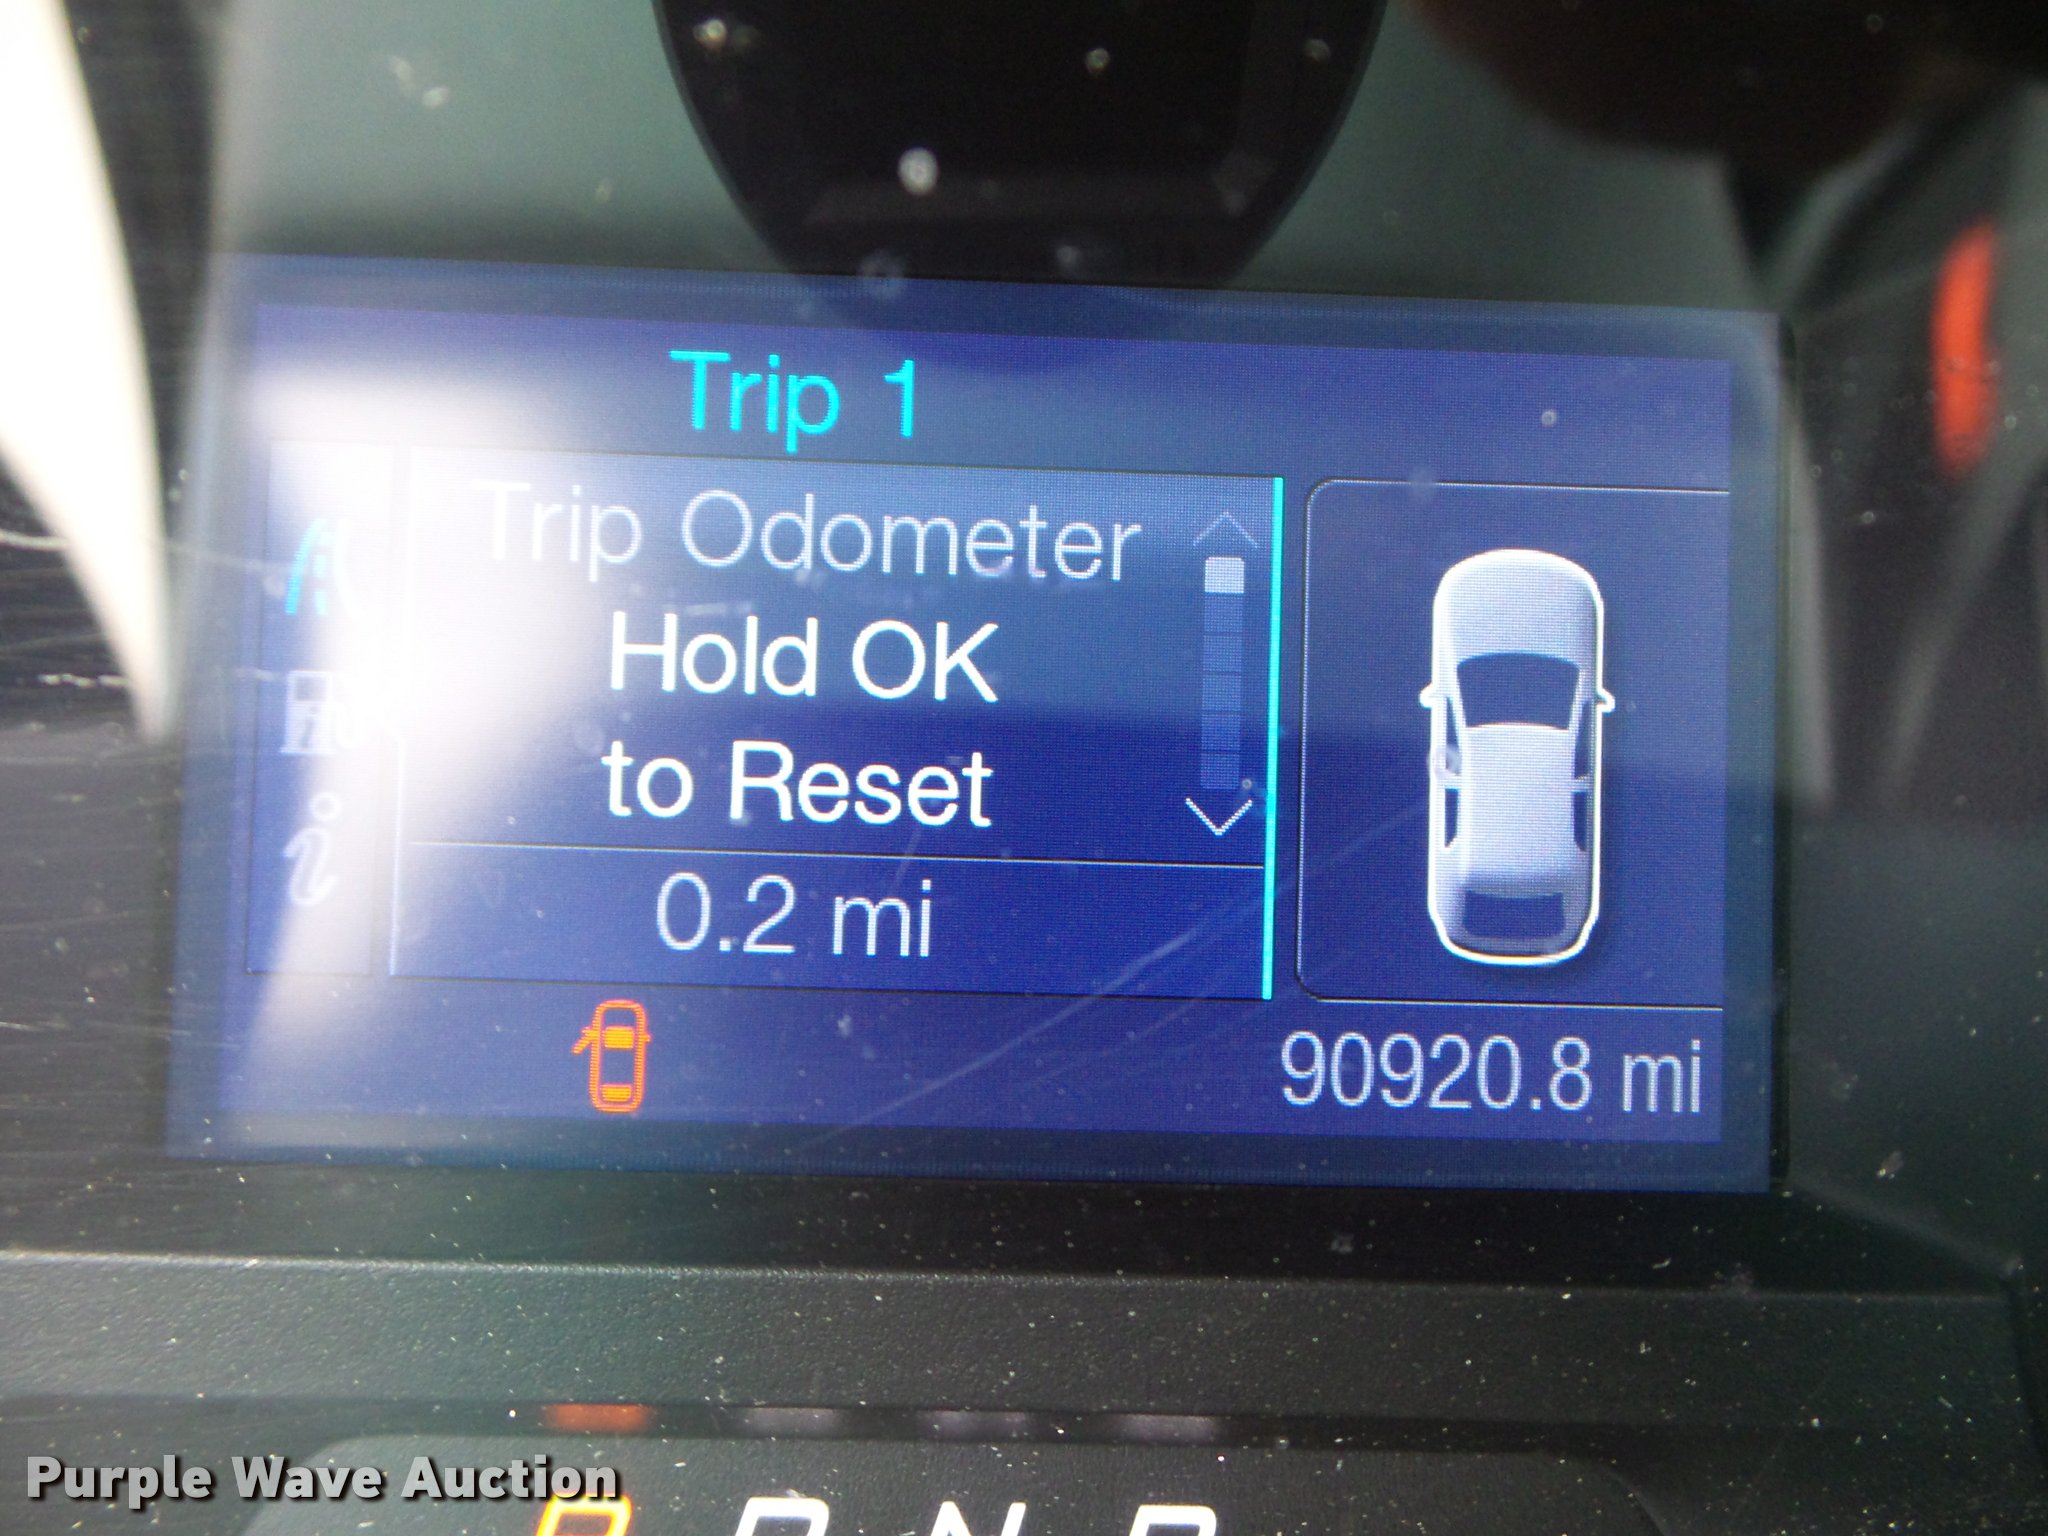 Trip 1
Trip Odometer
Hold OK
to Reset
0.2 mi
90920.8 mi
Purple Wave Auction
P R N D